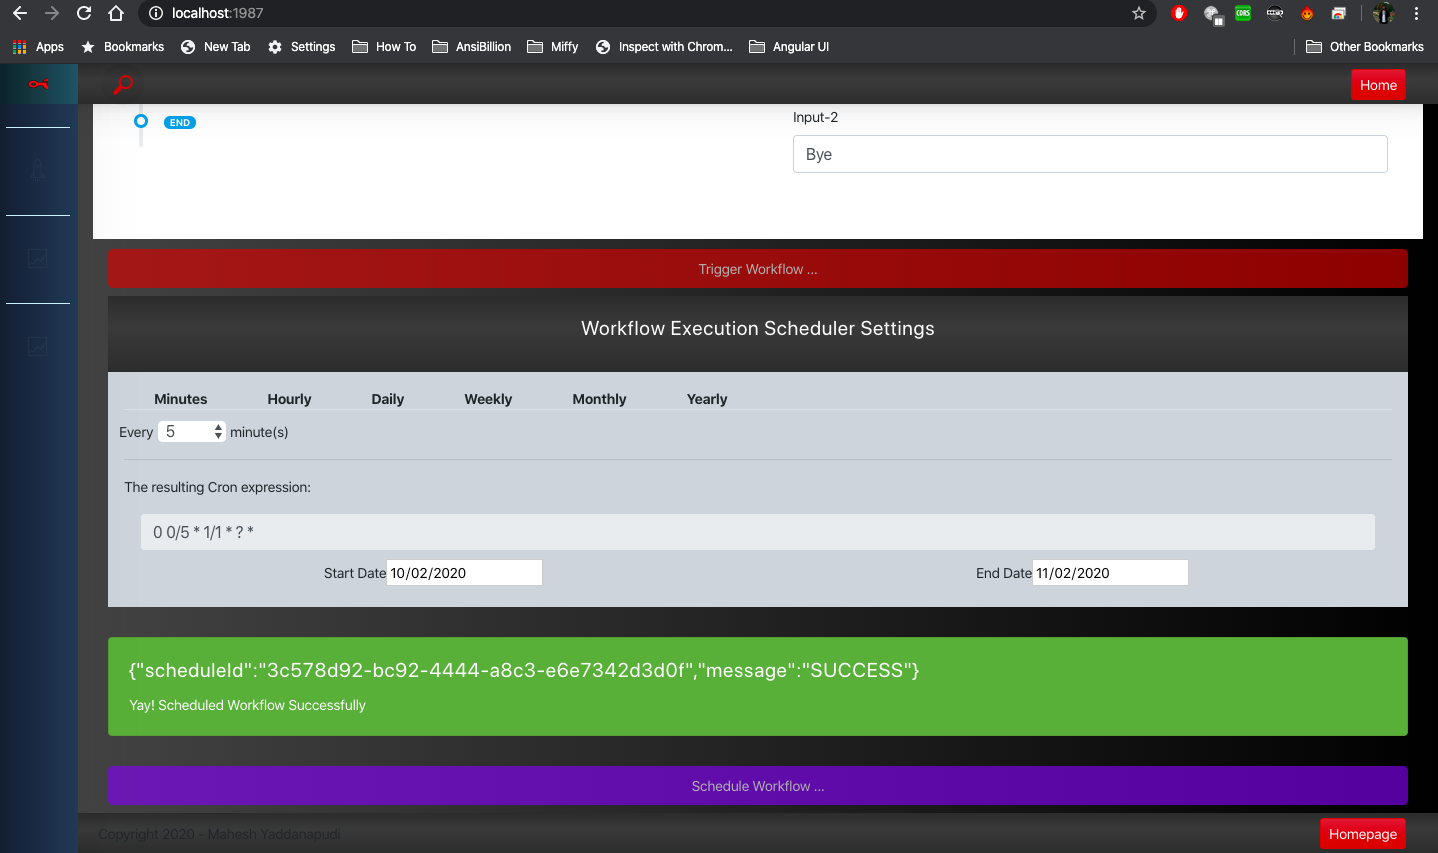 localhost:1987
CORS
Apps Bookmarks New Tab Settings How To AnsiBillion Miffy Inspect with Chrom... Angular UI Other Bookmarks
Home
END
Input-2
Bye
Trigger Workflow ...
Workflow Execution Scheduler Settings
Minutes Hourly Daily Weekly Monthly Yearly
Every 5 minute(s)
The resulting Cron expression:
0 0/5 * 1/1 * ? *
Start Date 10/02/2020 End Date 11/02/2020
{"scheduleId":"3c578d92-bc92-4444-a8c3-e6e7342d3d0f","message":"SUCCESS"}
Yay! Scheduled Workflow Successfully
Schedule Workflow ...
Copyright 2020 - Mahesh Yaddanapudi Homepage